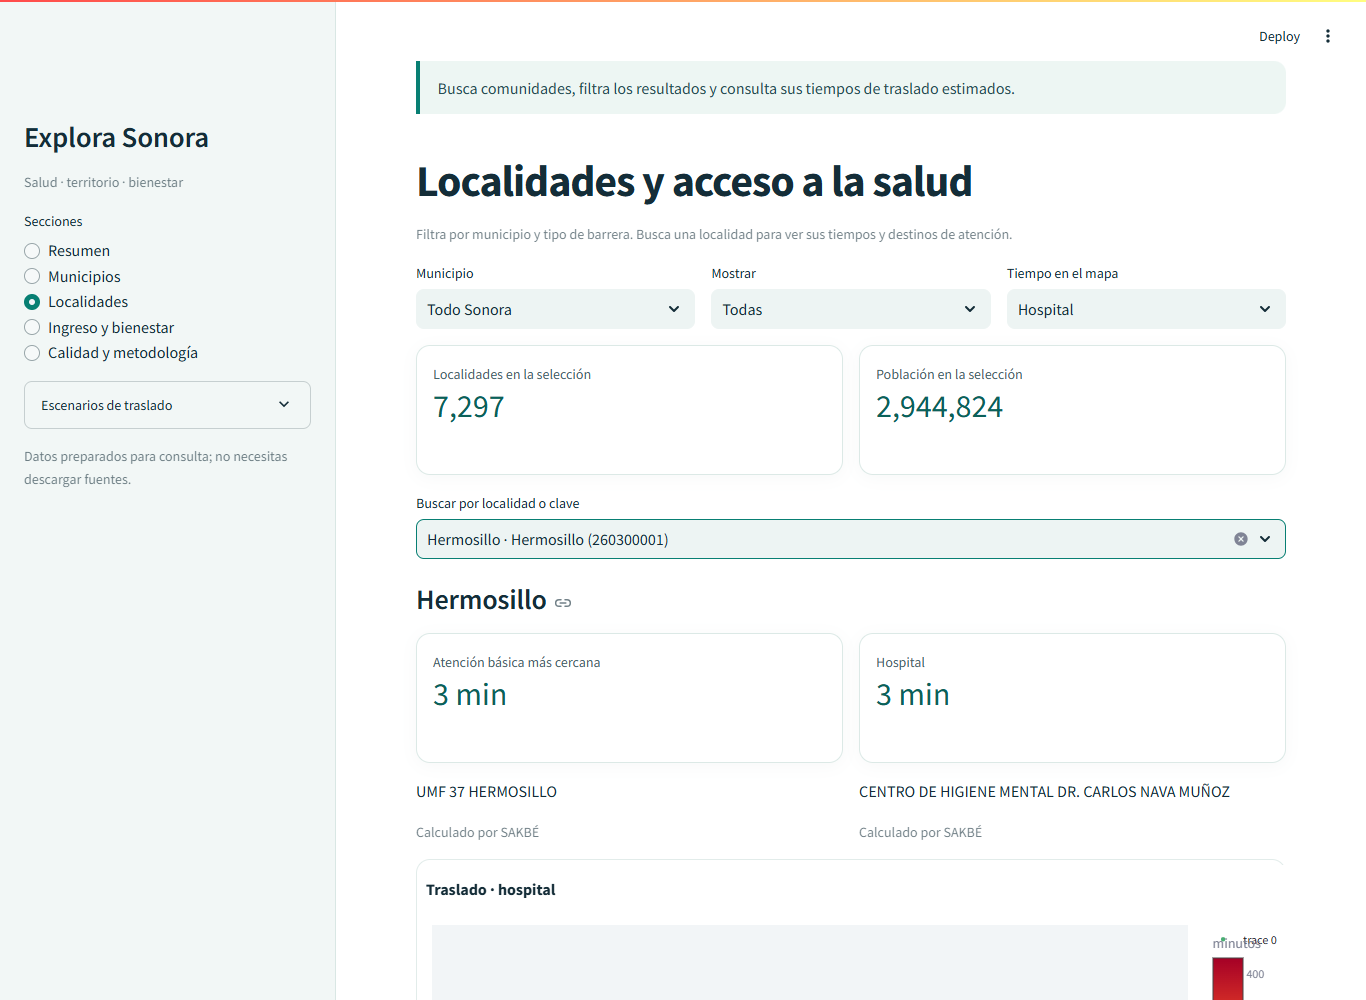 Deploy
Busca comunidades, filtra los resultados y consulta sus tiempos de traslado estimados.
Explora Sonora
Salud · territorio · bienestar
Secciones
Resumen
Municipios
Localidades
Ingreso y bienestar
Calidad y metodología
Escenarios de traslado
Datos preparados para consulta; no necesitas
descargar fuentes.
Localidades y acceso a la salud
Filtra por municipio y tipo de barrera. Busca una localidad para ver sus tiempos y destinos de atención.
Municipio
Mostrar
Tiempo en el mapa
Todo Sonora
Todas
Hospital
Localidades en la selección
7,297
Población en la selección
2,944,824
Buscar por localidad o clave
Hermosillo · Hermosillo (260300001)
Hermosillo
Atención básica más cercana
3 min
Hospital
3 min
UMF 37 HERMOSILLO
CENTRO DE HIGIENE MENTAL DR. CARLOS NAVA MUÑOZ
Calculado por SAKBÉ
Calculado por SAKBÉ
Traslado · hospital
trace 0
minutos
400